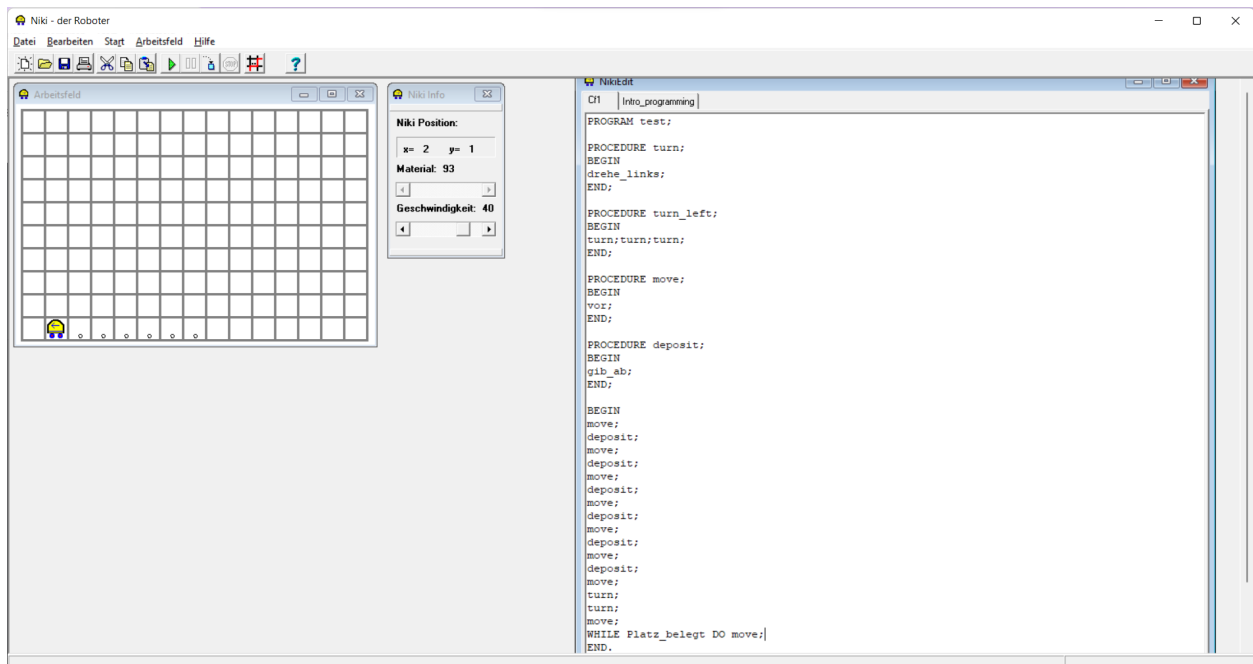 Niki - der Roboter
Datei Bearbeiten Start Arbeitsfeld Hilfe
Arbeitsfeld
Niki Info
Niki Position:
x= 2 y= 1
Material: 93
Geschwindigkeit: 40
NikiEdit
Cf1 Intro_programming
PROGRAM test;
PROCEDURE turn;
BEGIN
drehe_links;
END;
PROCEDURE turn_left;
BEGIN
turn;turn;turn;
END;
PROCEDURE move;
BEGIN
vor;
END;
PROCEDURE deposit;
BEGIN
gib_ab;
END;
BEGIN
move;
deposit;
move;
deposit;
move;
deposit;
move;
deposit;
move;
deposit;
move;
deposit;
move;
turn;
turn;
move;
WHILE Platz_belegt DO move;
END.